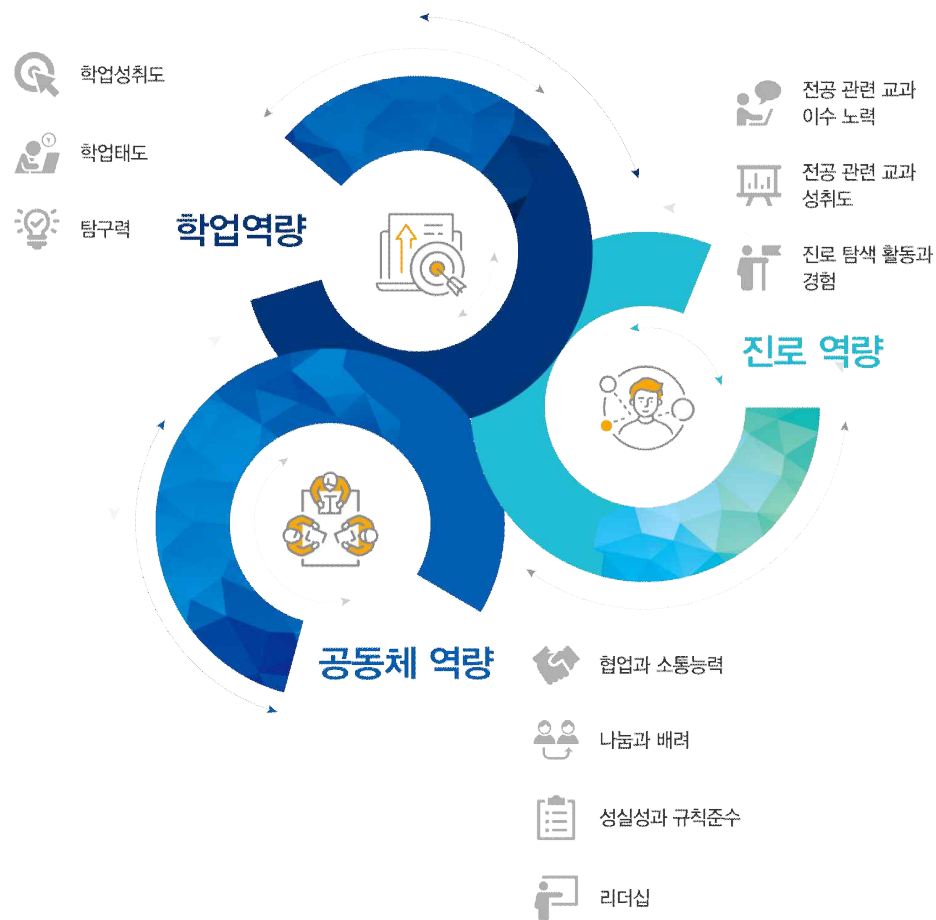 학업성취도
학업태도
탐구력
학업역량
전공 관련 교과
이수 노력
전공 관련 교과
성취도
진로 탐색 활동과
경험
진로 역량
공동체 역량
협업과 소통능력
나눔과 배려
성실성과 규칙준수
리더십